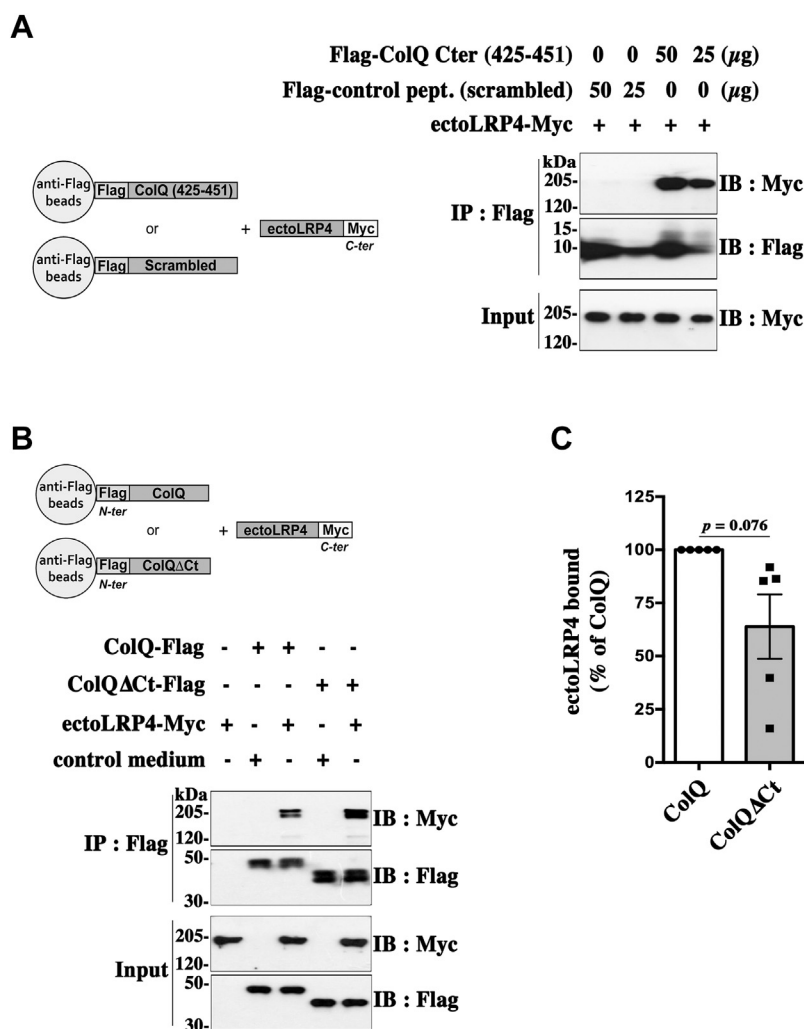 A
Flag-ColQ Cter (425-451) 0 0 50 25 (µg)
Flag-control pept. (scrambled) 50 25 0 0 (µg)
ectoLRP4-Myc + + + +
anti-Flag beads Flag ColQ (425-451)
or
+ ectoLRP4 Myc
C-ter
anti-Flag beads Flag Scrambled
kDa
IP : Flag
205-
120-
IB : Myc
15-
10-
IB : Flag
Input
205-
120-
IB : Myc
B
anti-Flag beads Flag ColQ
N-ter
or
+ ectoLRP4 Myc
C-ter
anti-Flag beads Flag ColQΔCt
N-ter
ColQ-Flag - + + - -
ColQΔCt-Flag - - - + +
ectoLRP4-Myc + - + - +
control medium - + - + -
kDa
IP : Flag
205-
120-
IB : Myc
50-
30-
IB : Flag
Input
205-
120-
IB : Myc
50-
30-
IB : Flag
C
ectoLRP4 bound
(% of ColQ)
125
100
75
50
25
0
p = 0.076
ColQ
ColQΔCt